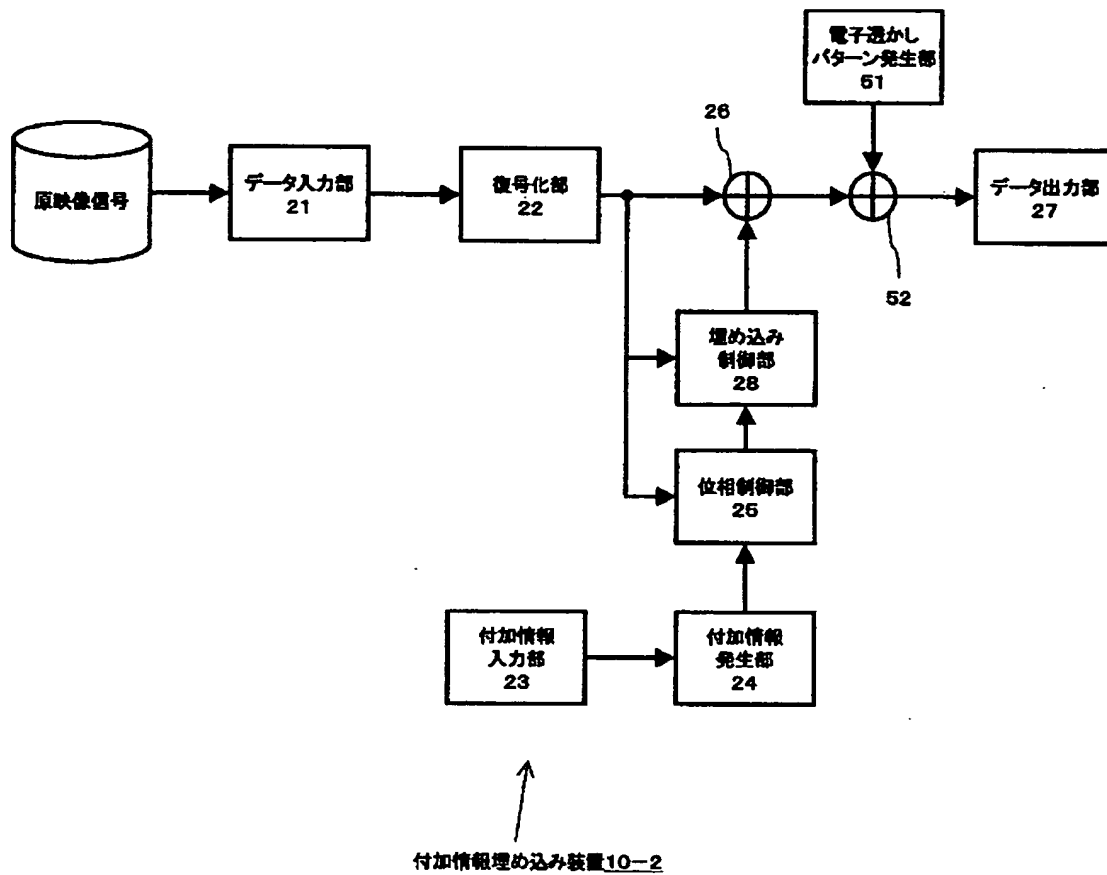 電子透かし
パターン発生部
51
26
原映像信号
データ入力部
21
復号化部
22
データ出力部
27
52
埋め込み
制御部
28
位相制御部
25
付加情報
入力部
23
付加情報
発生部
24
付加情報埋め込み装置10-2